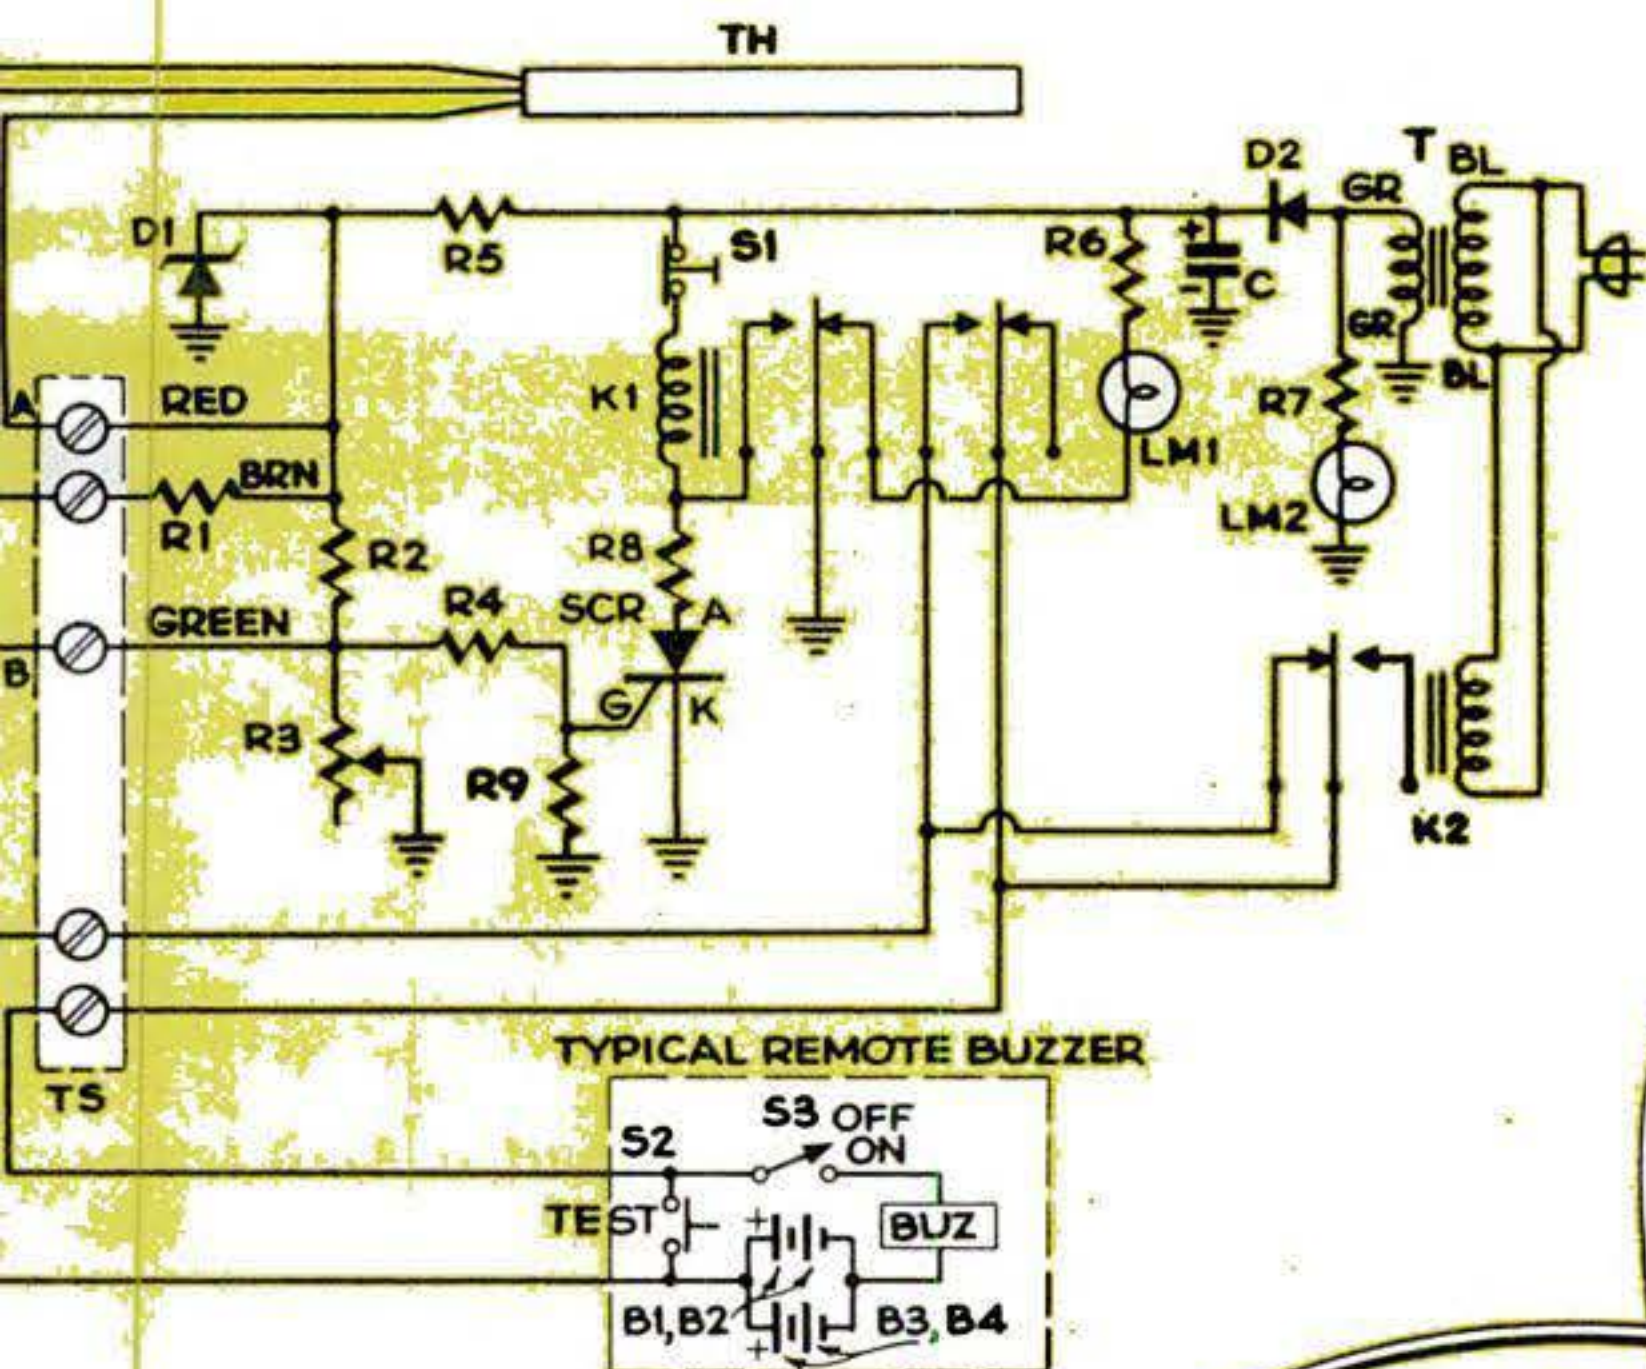 TH
T
BL
D2
GR
D1
R5
S1
R6
+
-
C
GR
BL
A
RED
K1
R7
LM1
BRN
R1
LM2
R2
R8
SCR
A
GREEN
R4
B
G
K
R3
R9
K2
TS
TYPICAL REMOTE BUZZER
S3 OFF
ON
S2
TEST
+
BUZ
B1,B2
B3,B4
+